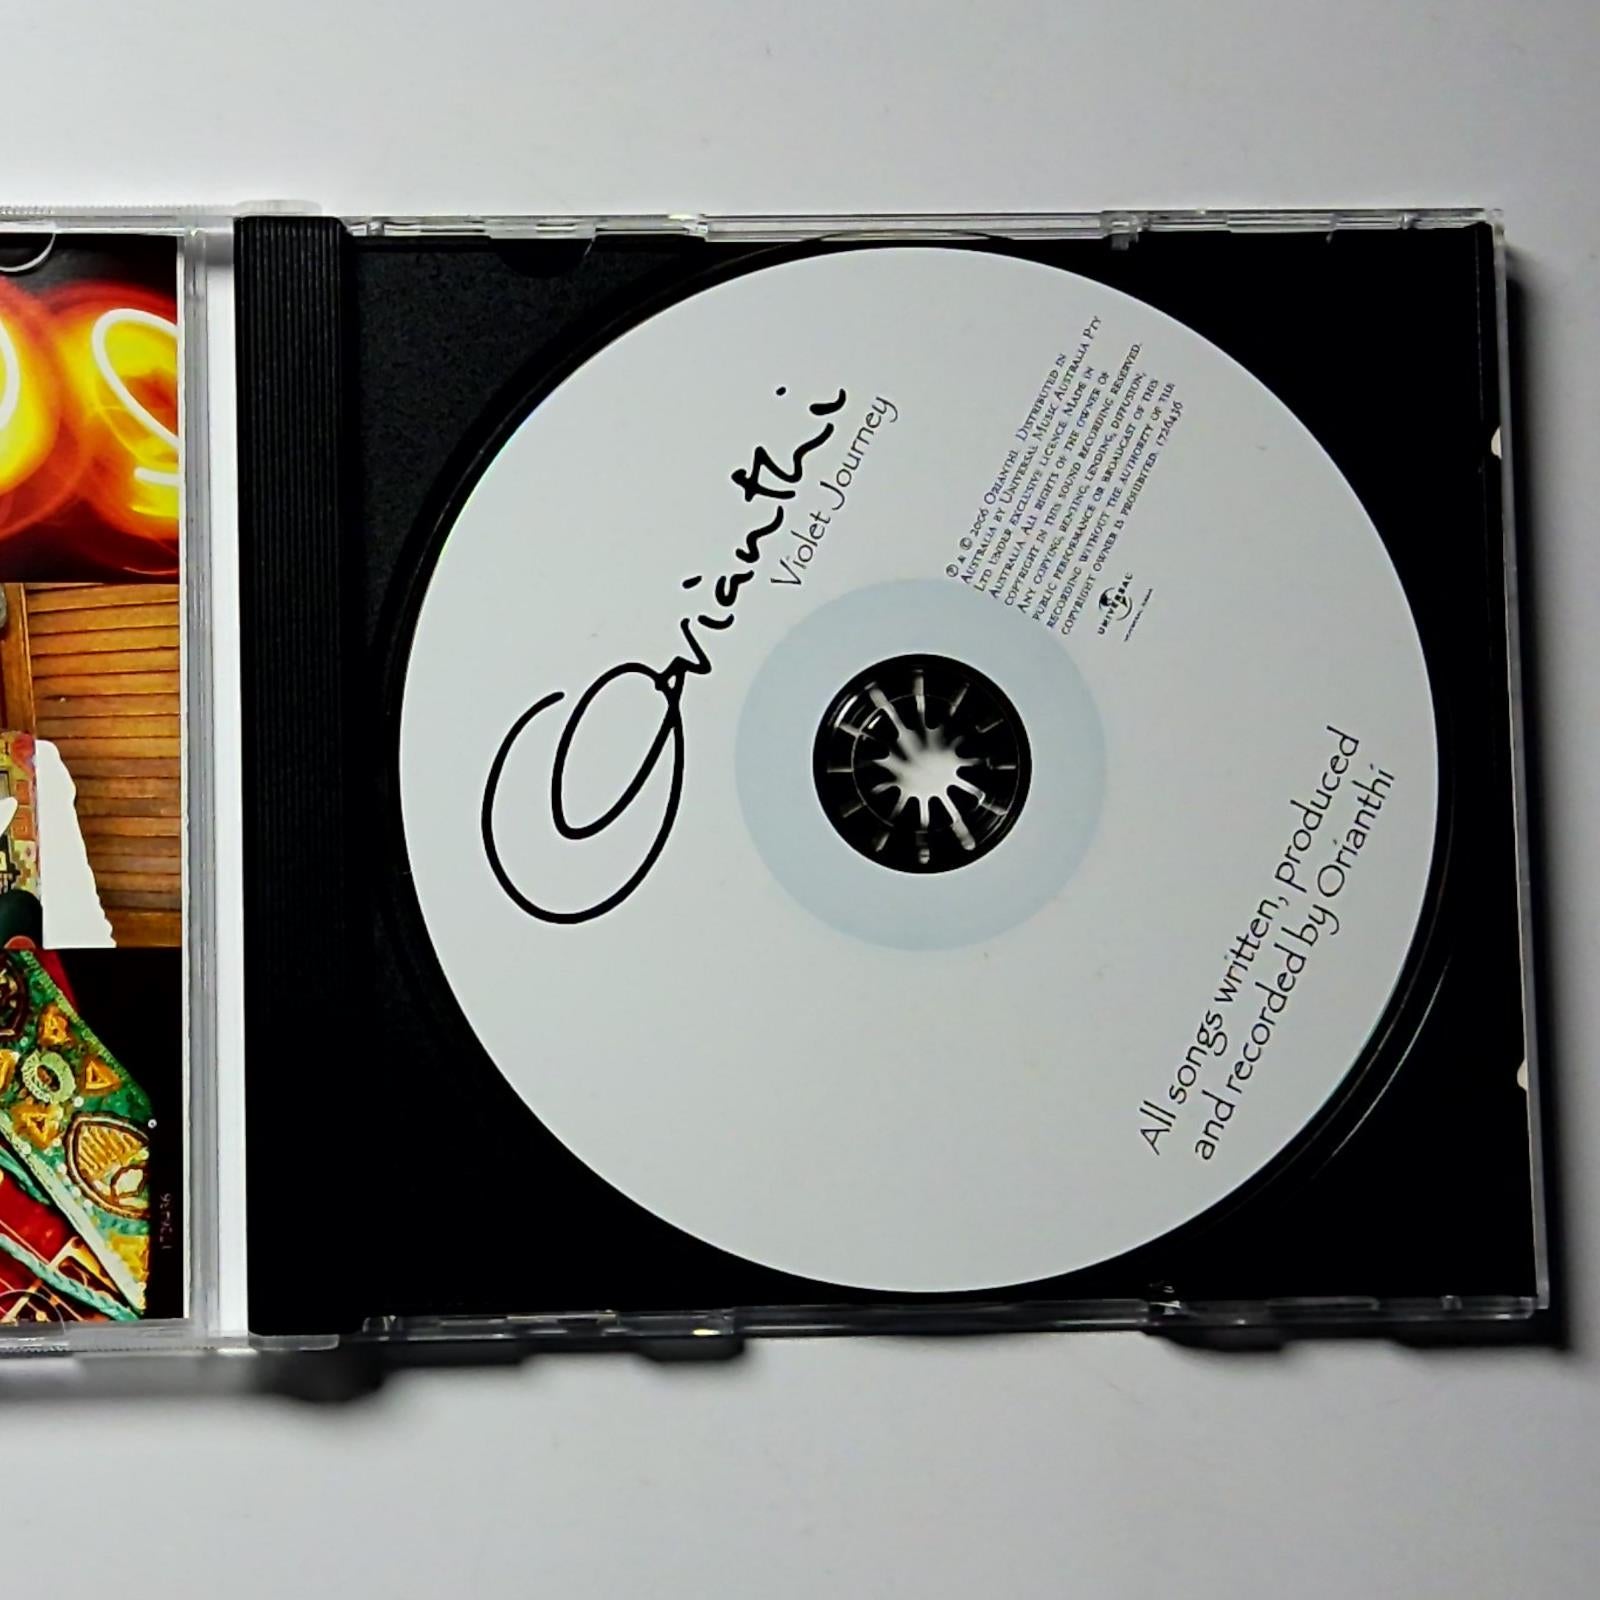 Orianthi
Violet Journey
℗ & © 2006 Orianthi. Distributed in
Australia by Universal Music Australia Pty
Ltd under exclusive licence. Made in
Australia. All rights of the owner of
copyright in this sound recording reserved.
Any copying, renting, lending, diffusion,
public performance or broadcast of this
recording without the authority of the
copyright owner is prohibited. 1726436
UNIVERSAL
All songs written, produced
and recorded by Orianthi
1726436